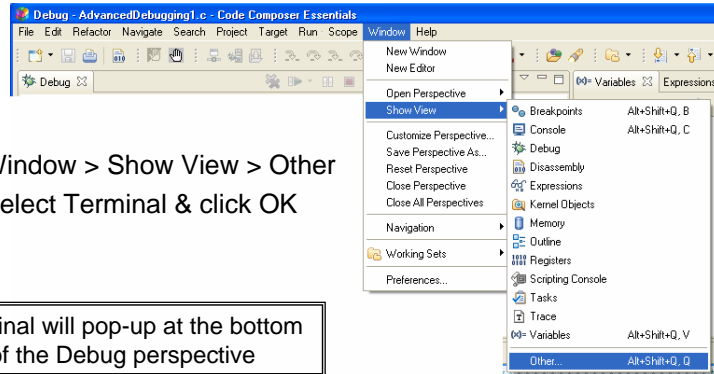 Debug - AdvancedDebugging1.c - Code Composer Essentials
File Edit Refactor Navigate Search Project Target Run Scope Window Help
Debug
(x)= Variables Expressions
New Window
New Editor
Open Perspective
Show View
Customize Perspective...
Save Perspective As...
Reset Perspective
Close Perspective
Close All Perspectives
Navigation
Working Sets
Preferences...
Breakpoints Alt+Shift+Q, B
Console Alt+Shift+Q, C
Debug
Disassembly
Expressions
Kernel Objects
Memory
Outline
Registers
Scripting Console
Tasks
Trace
(x)= Variables Alt+Shift+Q, V
Other... Alt+Shift+Q, Q
Window > Show View > Other
elect Terminal & click OK
inal will pop-up at the bottom
of the Debug perspective